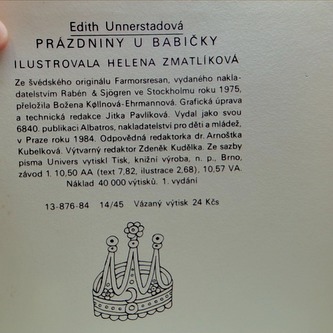 Edith Unnerstadová
PRÁZDNINY U BABIČKY
ILUSTROVALA HELENA ZMATLÍKOVÁ
Ze švédského originálu Farmorsresan, vydaného nakla-
datelstvím Rabén & Sjögren ve Stockholmu roku 1975,
přeložila Božena Køllnová-Ehrmannová. Grafická úprava
a technická redakce Jitka Pavlíková. Vydal jako svou
6840. publikaci Albatros, nakladatelství pro děti a mládež,
v Praze roku 1984. Odpovědná redaktorka dr. Arnoštka
Kubelková. Výtvarný redaktor Zdeněk Kudělka. Ze sazby
písma Univers vytiskl Tisk, knižní výroba, n. p., Brno,
závod 1. 10,50 AA (text 7,82, ilustrace 2,68), 10,57 VA.
Náklad 40 000 výtisků. 1. vydání
13-876-84 14/45 Vázaný výtisk 24 Kčs